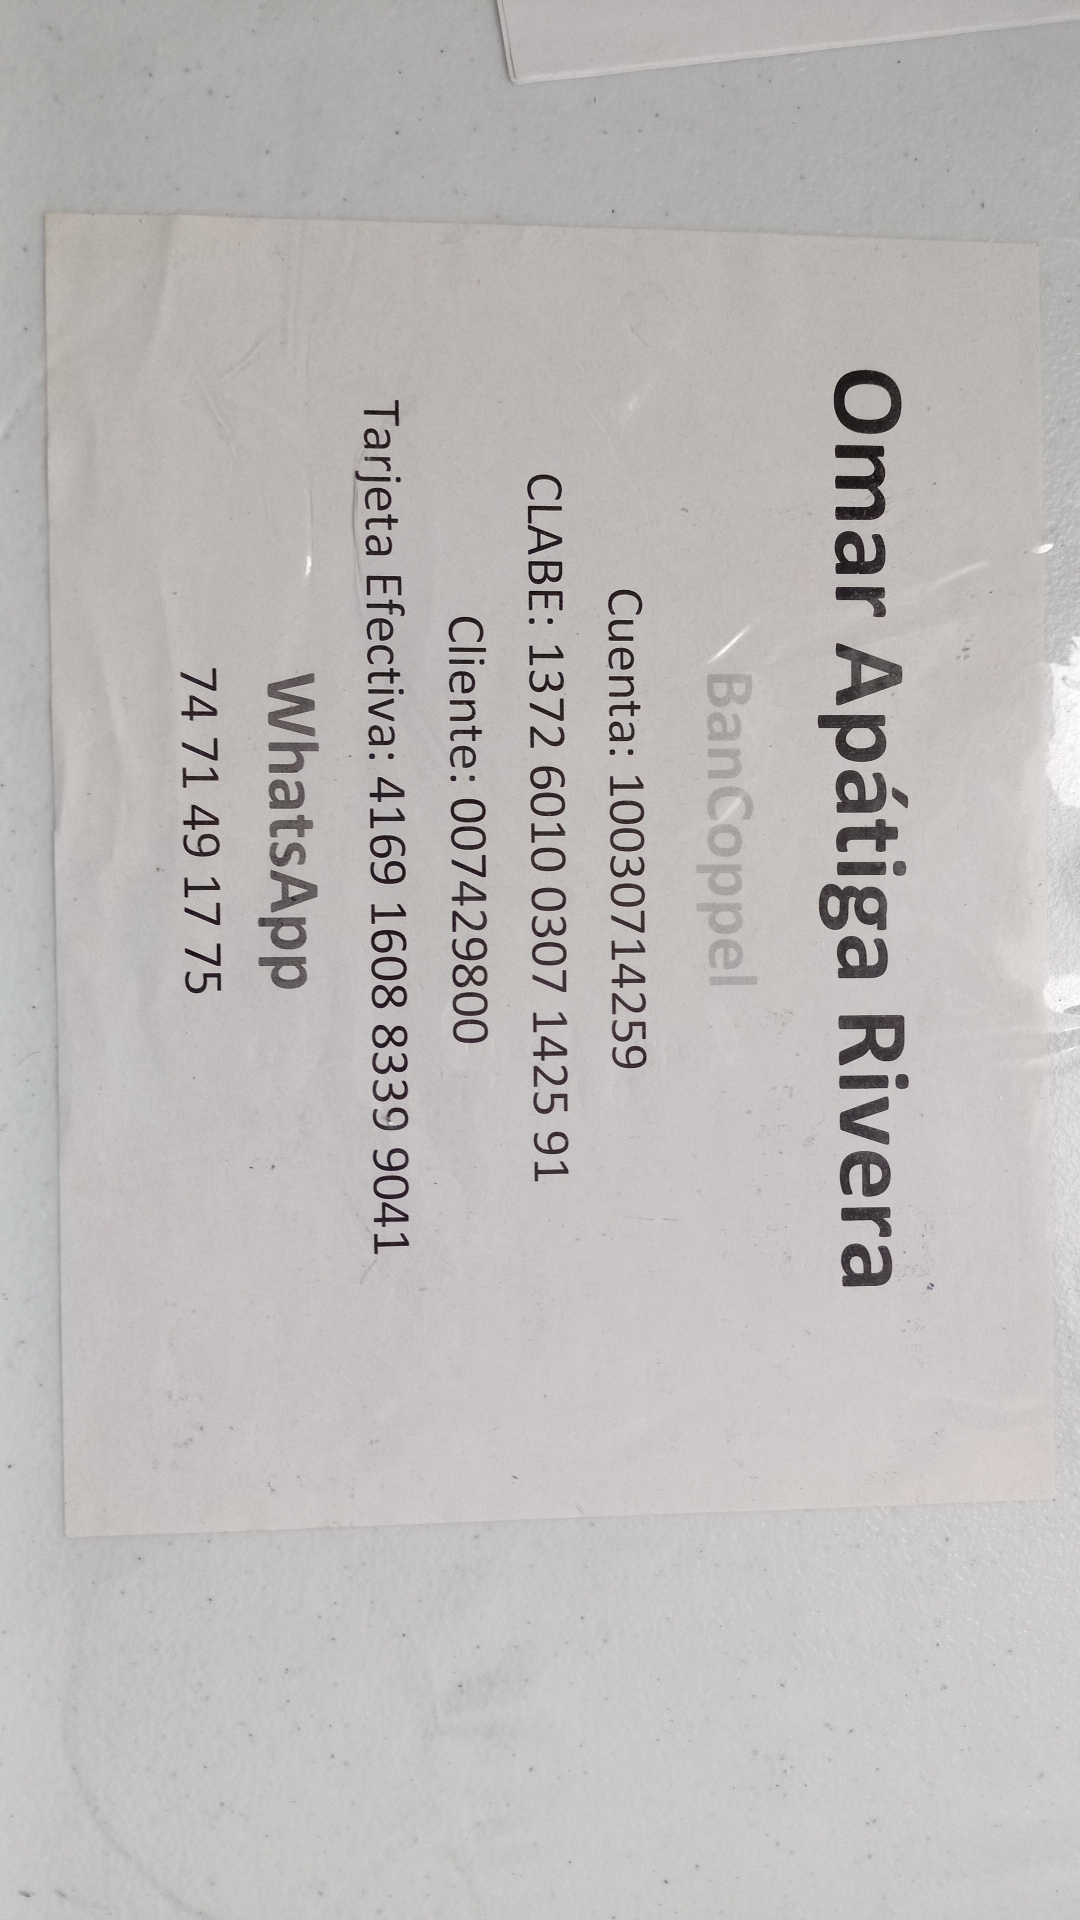 Omar Apátiga Rivera
BanCoppel
Cuenta: 10030714259
CLABE: 1372 6010 0307 1425 91
Cliente: 007429800
Tarjeta Efectiva: 4169 1608 8339 9041
WhatsApp
74 71 49 17 75